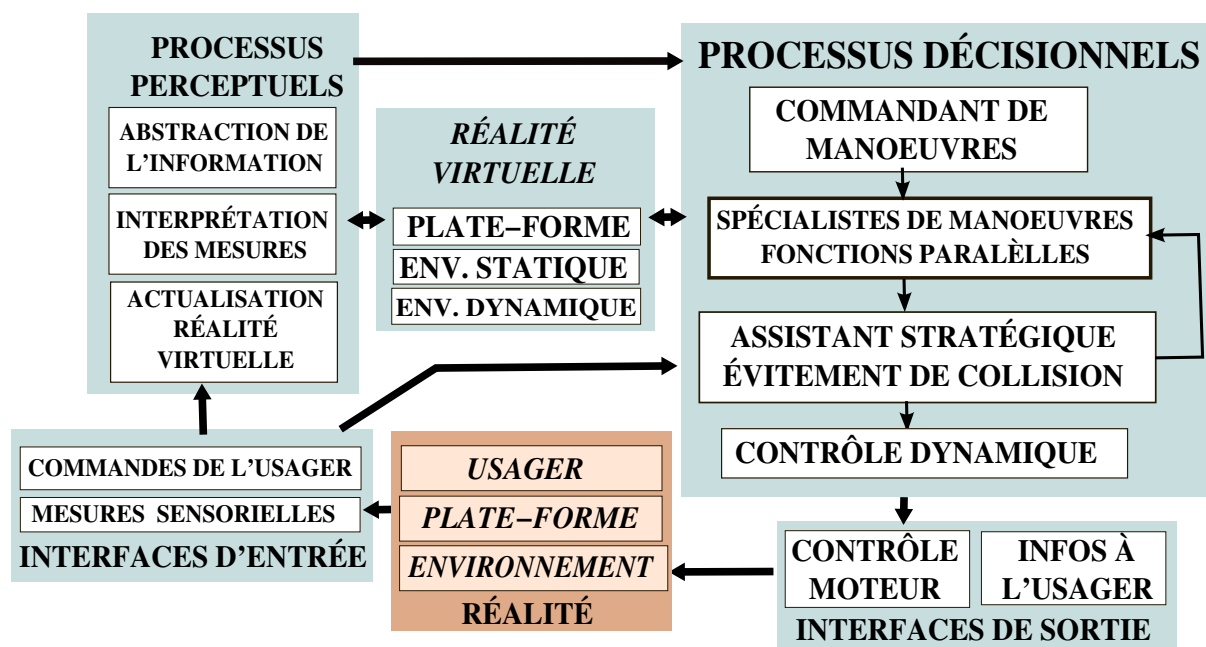 PROCESSUS
PERCEPTUELS
ABSTRACTION DE
L'INFORMATION
INTERPRÉTATION
DES MESURES
ACTUALISATION
RÉALITÉ
VIRTUELLE
RÉALITÉ
VIRTUELLE
PLATE−FORME
ENV. STATIQUE
ENV. DYNAMIQUE
PROCESSUS DÉCISIONNELS
COMMANDANT DE
MANOEUVRES
SPÉCIALISTES DE MANOEUVRES
FONCTIONS PARALÈLLES
ASSISTANT STRATÉGIQUE
ÉVITEMENT DE COLLISION
CONTRÔLE DYNAMIQUE
COMMANDES DE L'USAGER
MESURES SENSORIELLES
INTERFACES D'ENTRÉE
USAGER
PLATE−FORME
ENVIRONNEMENT
RÉALITÉ
CONTRÔLE
MOTEUR
INFOS À
L'USAGER
INTERFACES DE SORTIE